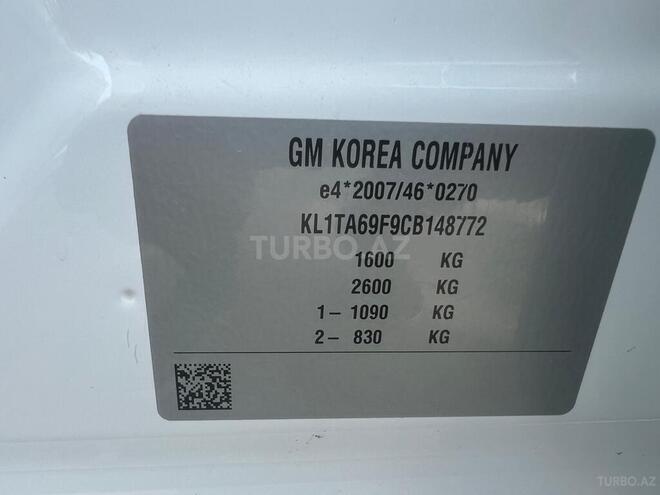 GM KOREA COMPANY
e4*2007/46*0270
KL1TA69F9CB148772
TURBO.AZ
1600 KG
2600 KG
1– 1090 KG
2– 830 KG
TURBO.AZ